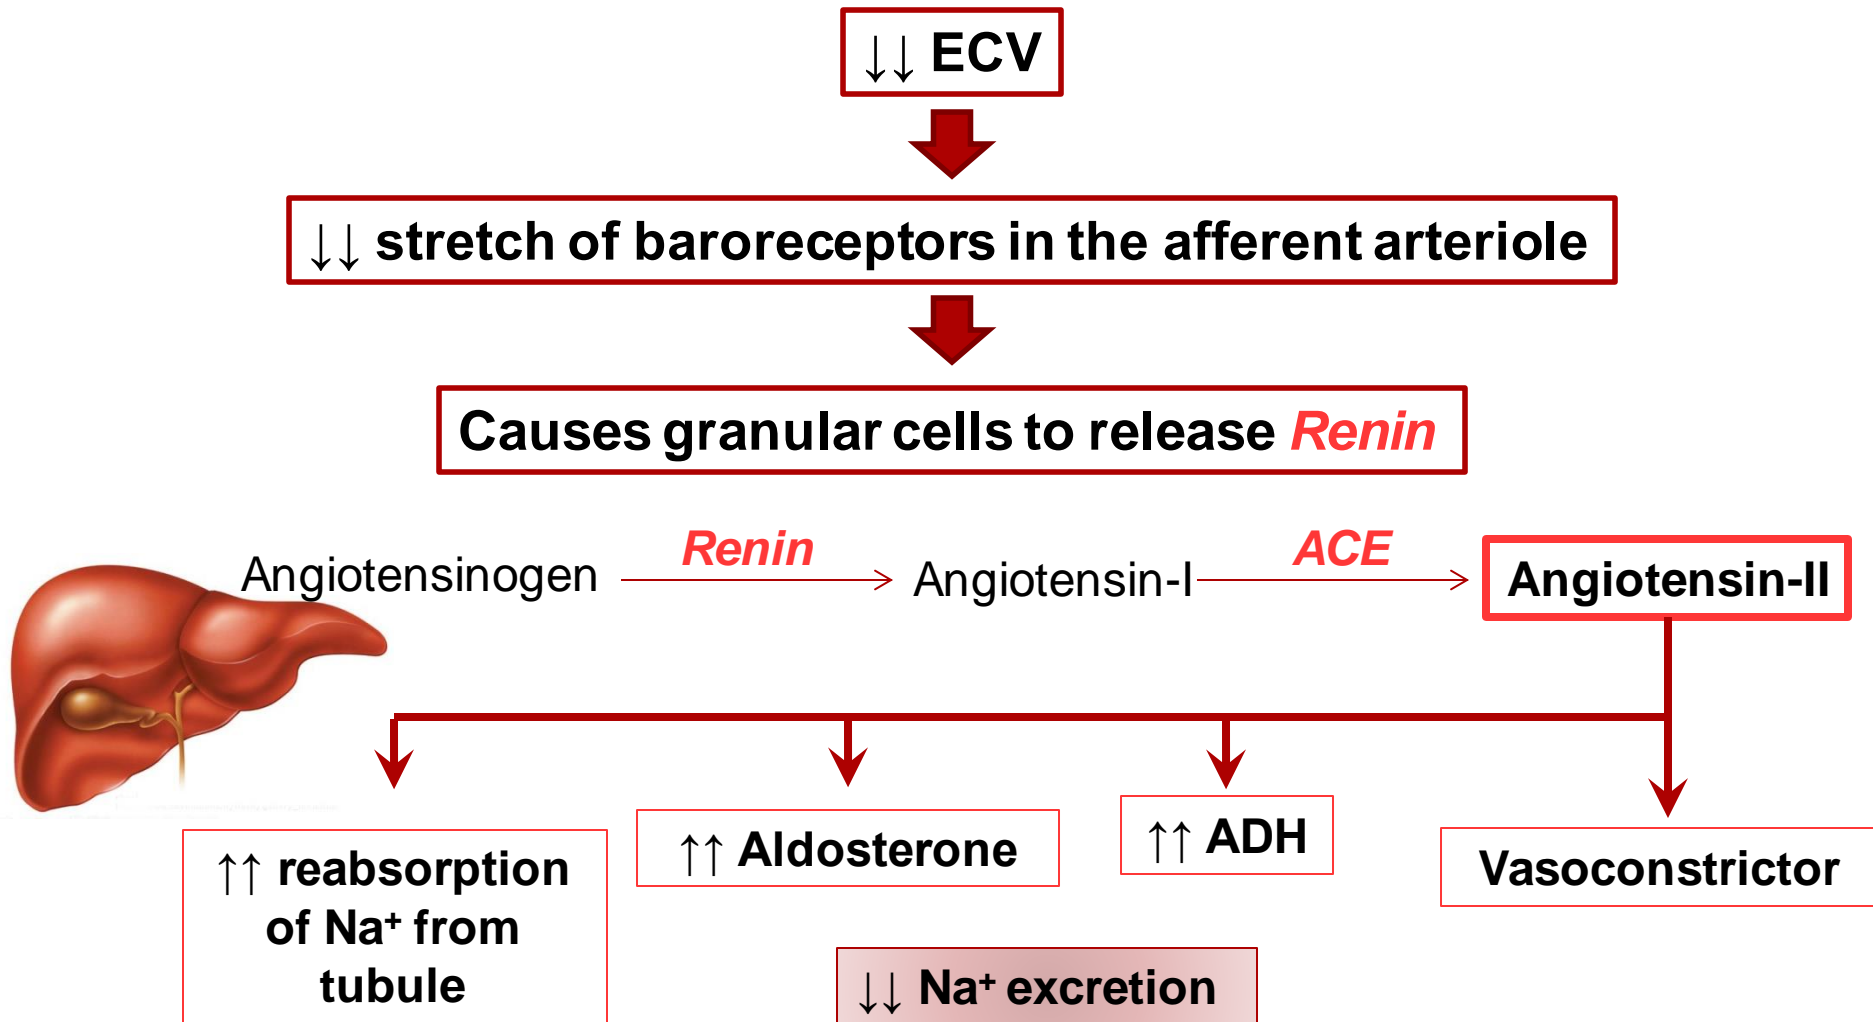 ↓↓ ECV
↓↓ stretch of baroreceptors in the afferent arteriole
Causes granular cells to release Renin
Angiotensinogen
Renin
Angiotensin-I
ACE
Angiotensin-II
↑↑ reabsorption
of Na⁺ from
tubule
↑↑ Aldosterone
↑↑ ADH
Vasoconstrictor
↓↓ Na⁺ excretion